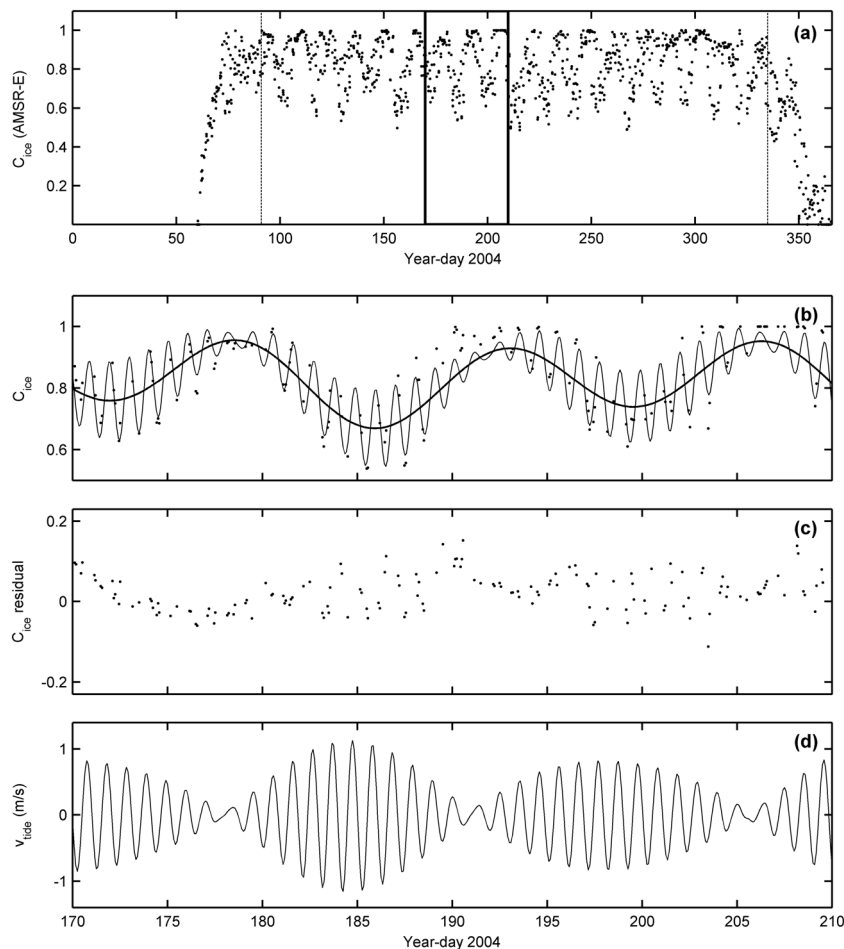 (a)
1
0.8
0.6
0.4
0.2
C_ice (AMSR-E)
0 50 100 150 200 250 300 350
Year-day 2004
(b)
1
0.8
0.6
C_ice
(c)
0.2
0
-0.2
C_ice residual
(d)
1
0
-1
v_tide (m/s)
170 175 180 185 190 195 200 205 210
Year-day 2004